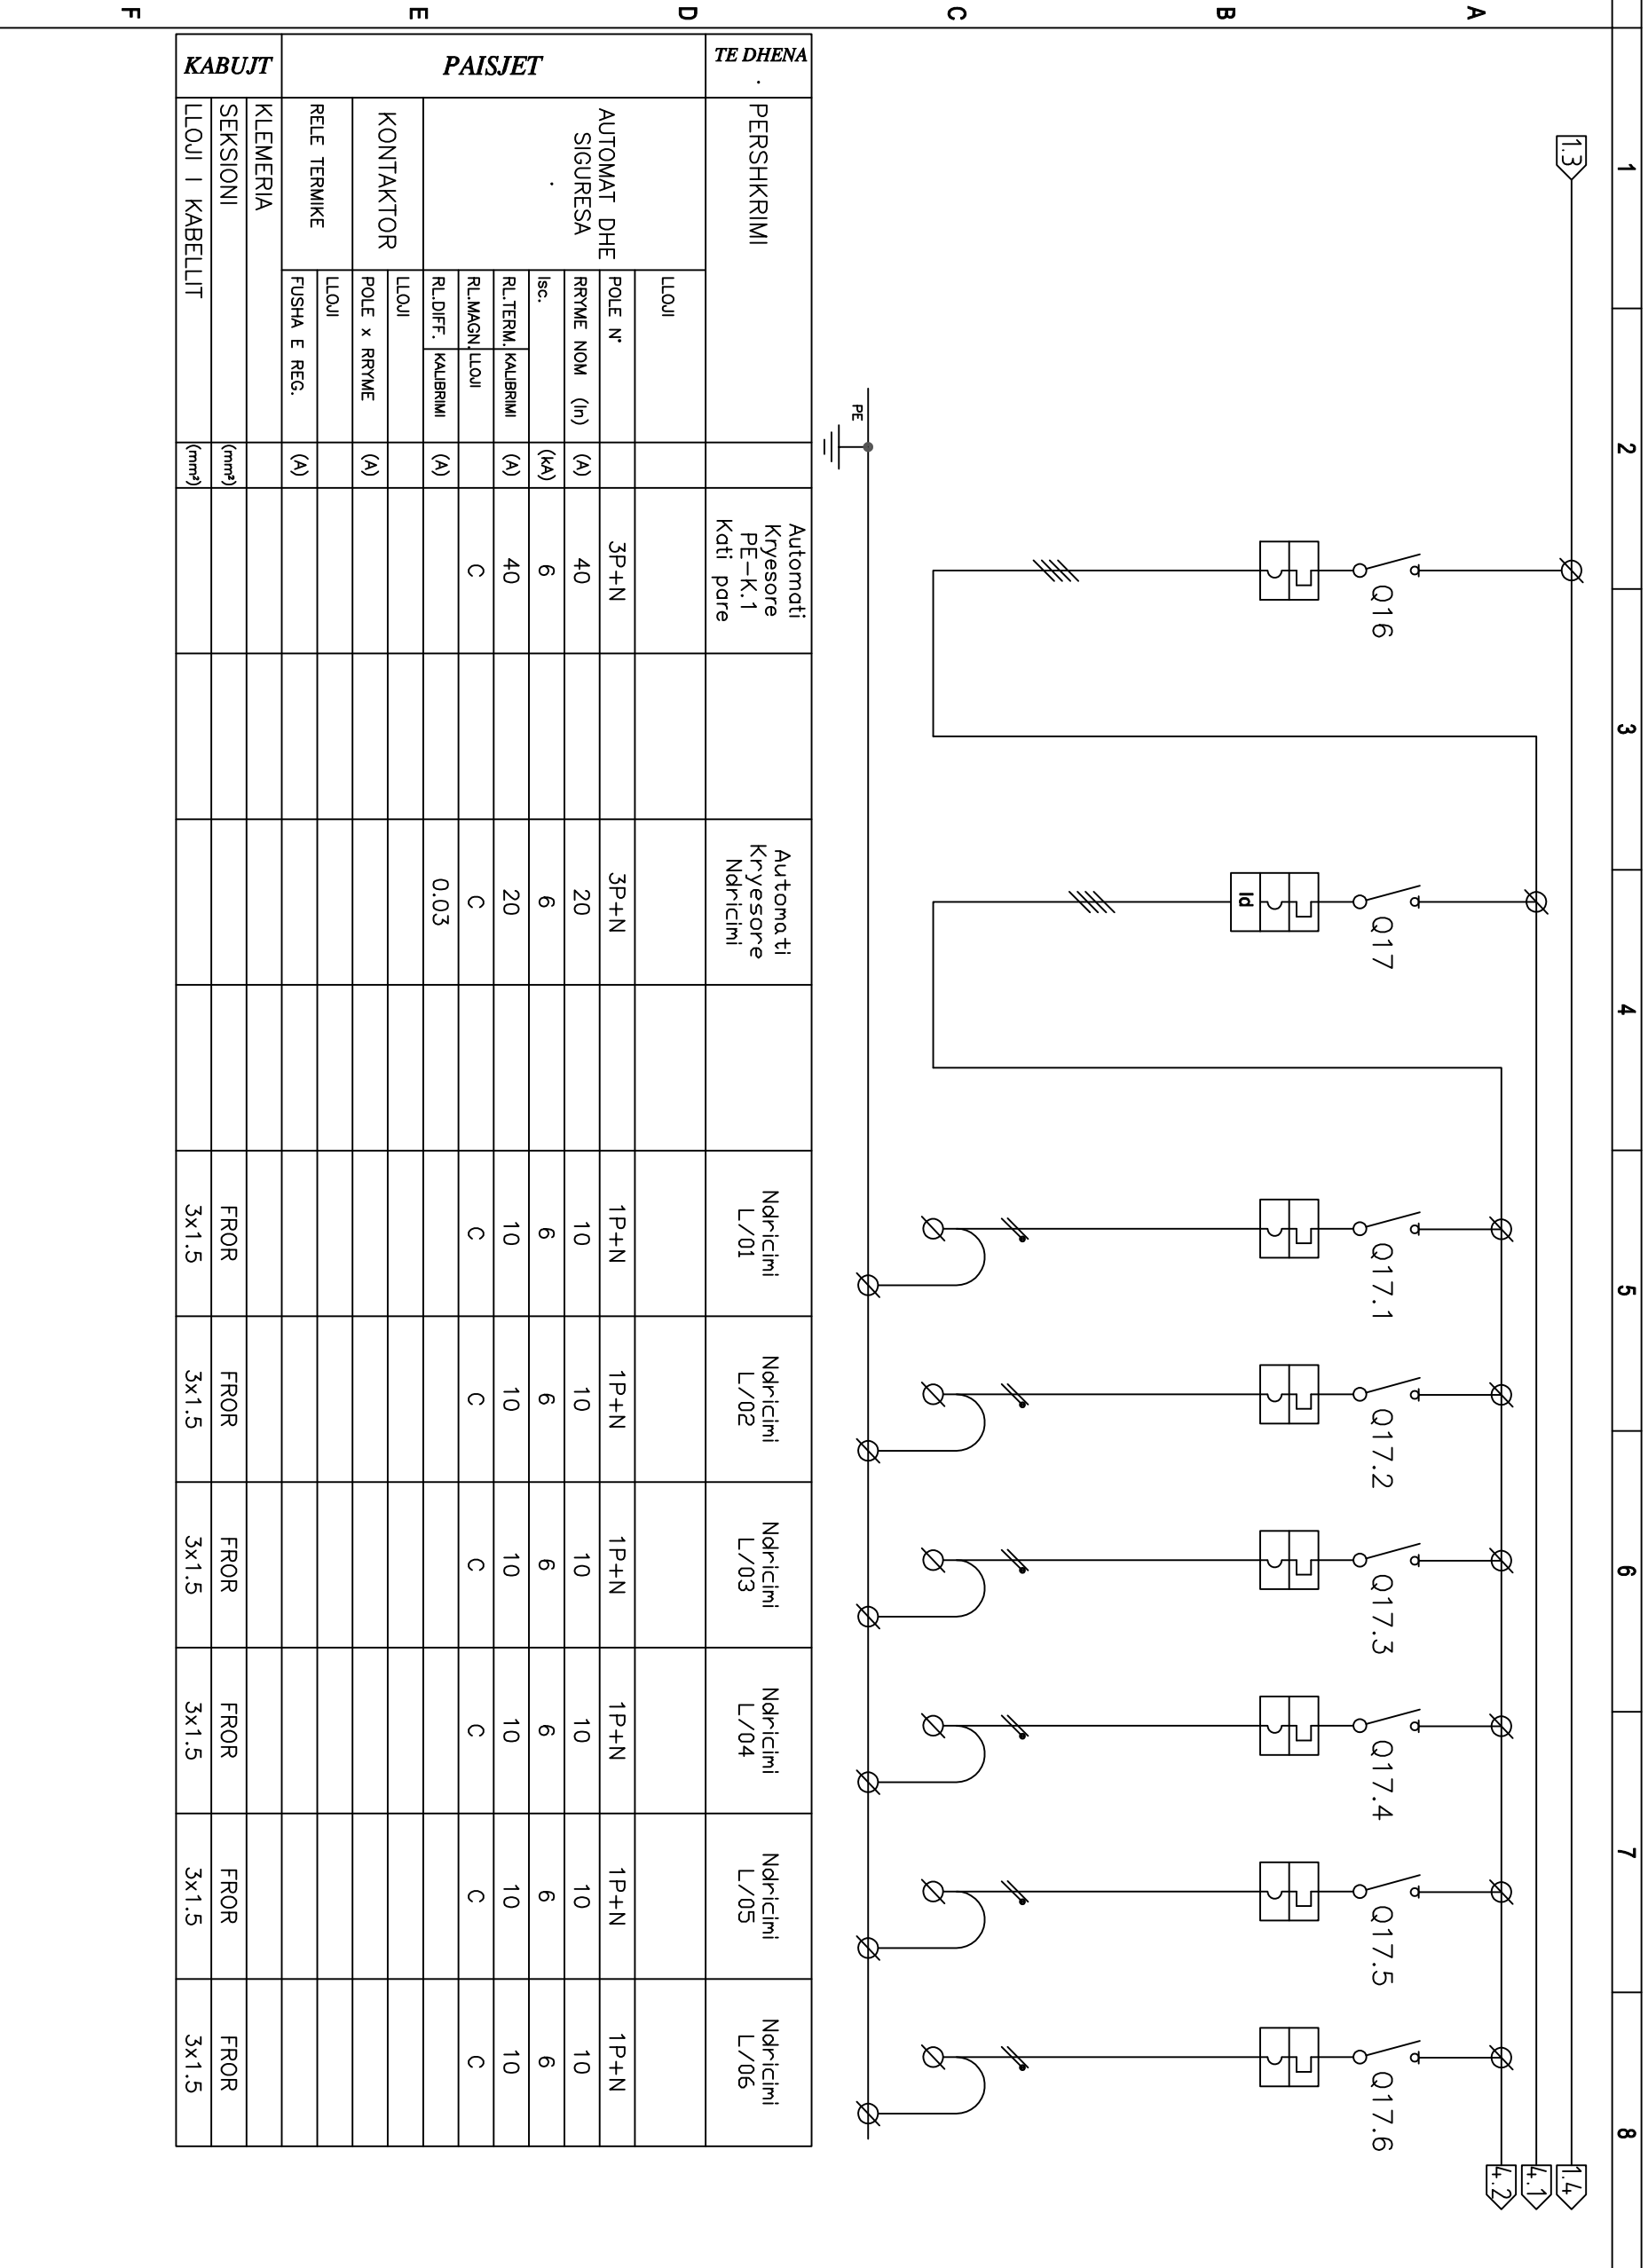 1
2
3
4
5
6
7
8
A
B
C
D
E
F
1.3
1.4
4.1
4.2
Q16
Q17
Q17.1
Q17.2
Q17.3
Q17.4
Q17.5
Q17.6
Id
PE
TE DHENA
PERSHKRIMI
Automati
Kryesore
PE-K.1
Kati pare
Automati
Kryesore
Ndricimi
Ndricimi
L/01
Ndricimi
L/02
Ndricimi
L/03
Ndricimi
L/04
Ndricimi
L/05
Ndricimi
L/06
PAISJET
AUTOMAT DHE
SIGURESA
LLOJI
POLE N° 3P+N 3P+N 1P+N 1P+N 1P+N 1P+N 1P+N 1P+N
RRYME NOM (In) (A) 40 20 10 10 10 10 10 10
Isc. (kA) 6 6 6 6 6 6 6 6
RL.TERM. KALIBRIMI (A) 40 20 10 10 10 10 10 10
RL.MAGN. LLOJI C C C C C C C C
RL.DIFF. KALIBRIMI (A) 0.03
KONTAKTOR
LLOJI
POLE x RRYME (A)
RELE TERMIKE
LLOJI
FUSHA E REG. (A)
KABUJT
KLEMERIA
SEKSIONI (mm²) FROR FROR FROR FROR FROR FROR
LLOJI I KABELLIT (mm²) 3x1.5 3x1.5 3x1.5 3x1.5 3x1.5 3x1.5